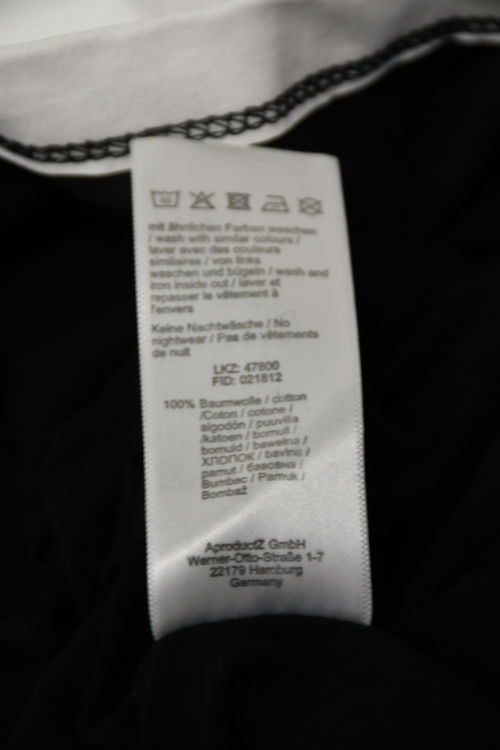 40
mit ähnlichen Farben waschen
/ wash with similar colours /
laver avec des couleurs
similaires / von links
waschen und bügeln / wash and
iron inside out / laver et
repasser le vêtement à
l'envers
Keine Nachtwäsche / No
nightwear / Pas de vêtements
de nuit
LKZ: 47800
FID: 021812
100% Baumwolle / cotton
/Coton / cotone /
algodón / puuvilla
/katoen / bomull /
bomuld / bawełna /
ХЛОПОК / bavlna /
pamut / бавовна /
Bumbac / Pamuk /
Bombaž
AproductZ GmbH
Werner-Otto-Straße 1-7
22179 Hamburg
Germany